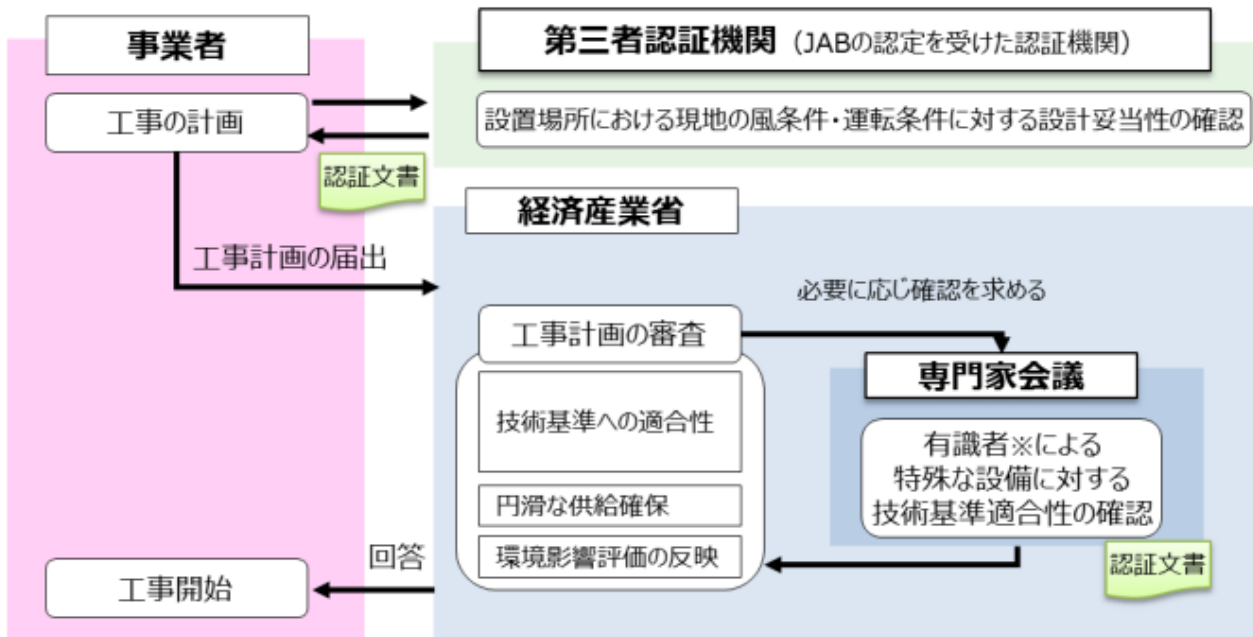 事業者
第三者認証機関（JABの認定を受けた認証機関）
工事の計画
設置場所における現地の風条件・運転条件に対する設計妥当性の確認
認証文書
経済産業省
工事計画の届出
必要に応じ確認を求める
工事計画の審査
専門家会議
技術基準への適合性
有識者※による
特殊な設備に対する
技術基準適合性の確認
円滑な供給確保
環境影響評価の反映
認証文書
回答
工事開始